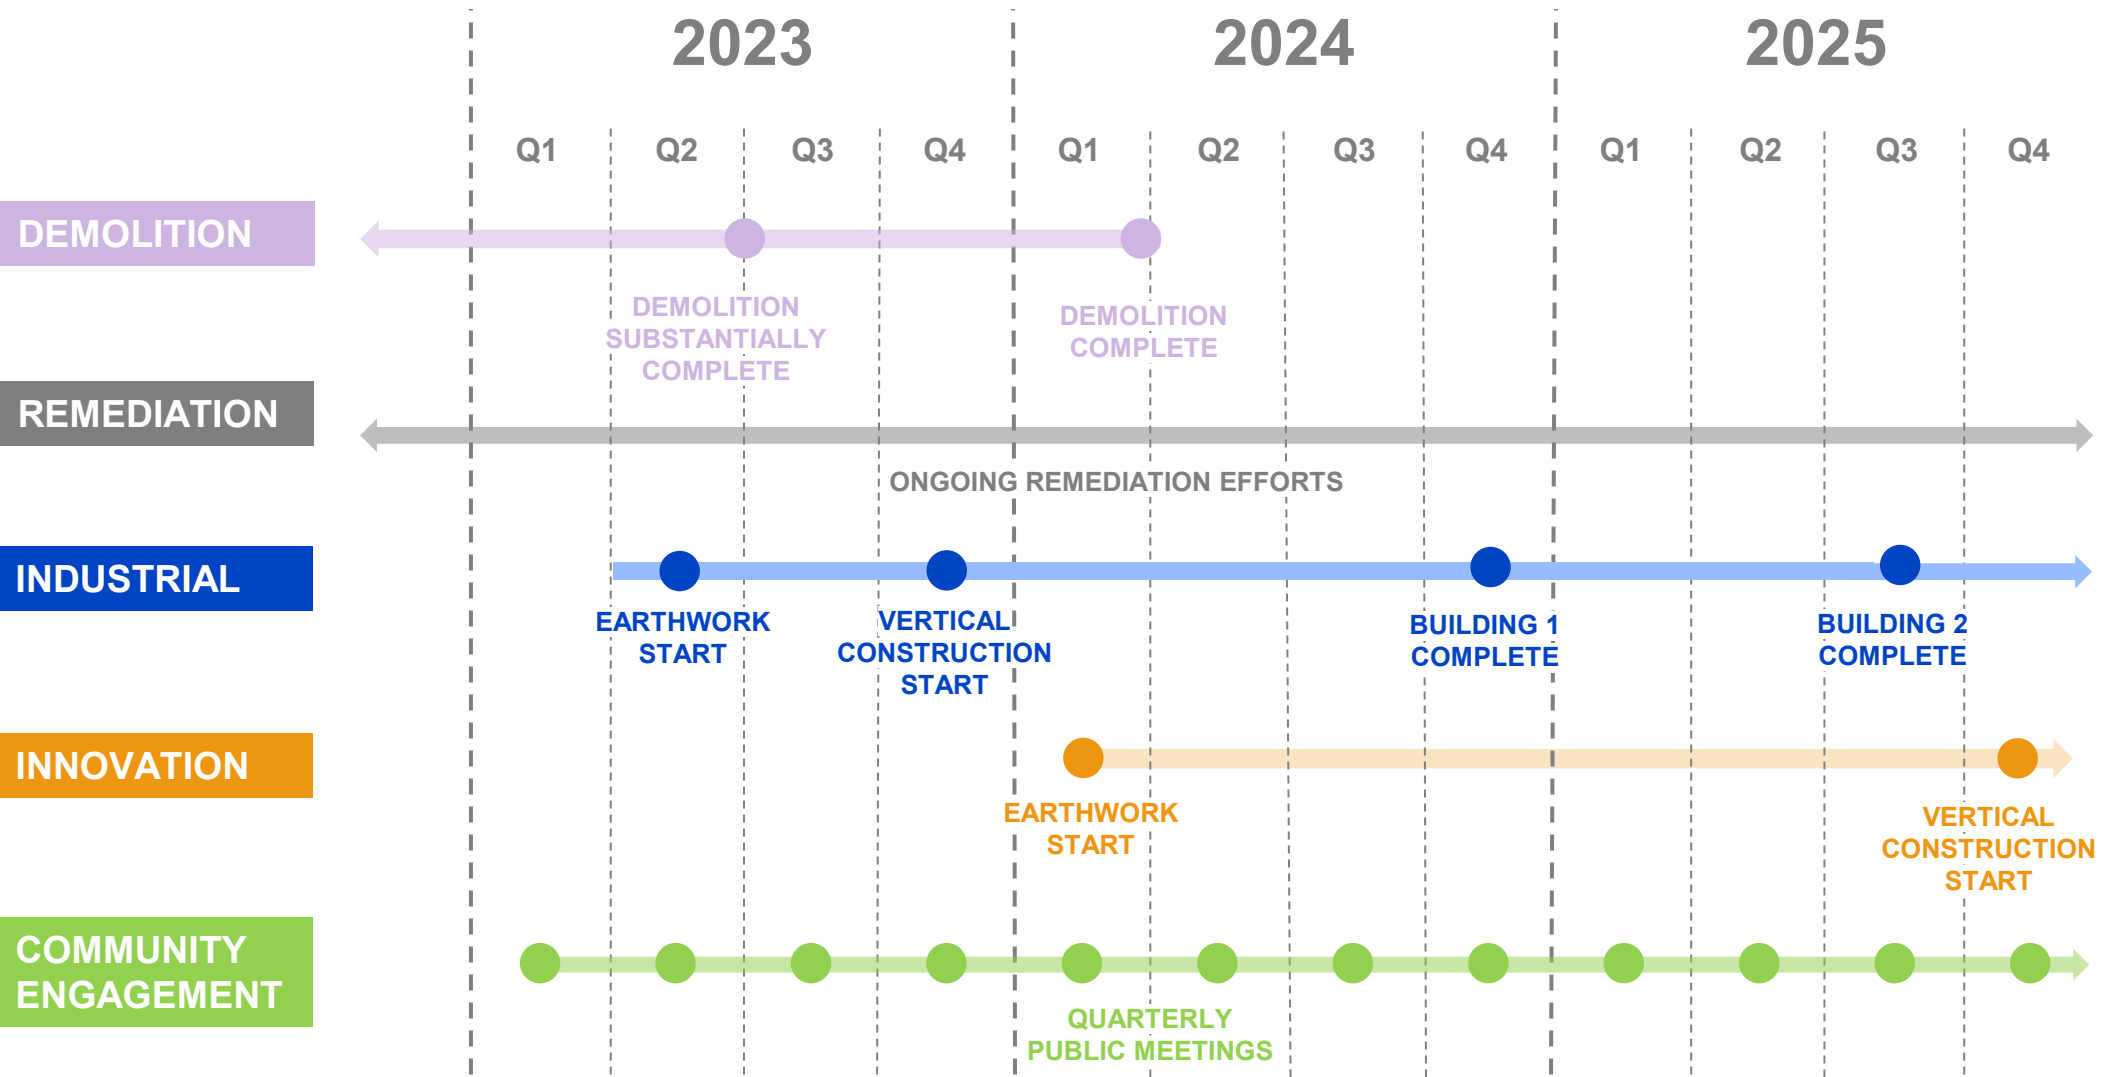 2023
2024
2025
Q1
Q2
Q3
Q4
Q1
Q2
Q3
Q4
Q1
Q2
Q3
Q4
DEMOLITION
DEMOLITION
SUBSTANTIALLY
COMPLETE
DEMOLITION
COMPLETE
REMEDIATION
ONGOING REMEDIATION EFFORTS
INDUSTRIAL
EARTHWORK
START
VERTICAL
CONSTRUCTION
START
BUILDING 1
COMPLETE
BUILDING 2
COMPLETE
INNOVATION
EARTHWORK
START
VERTICAL
CONSTRUCTION
START
COMMUNITY
ENGAGEMENT
QUARTERLY
PUBLIC MEETINGS